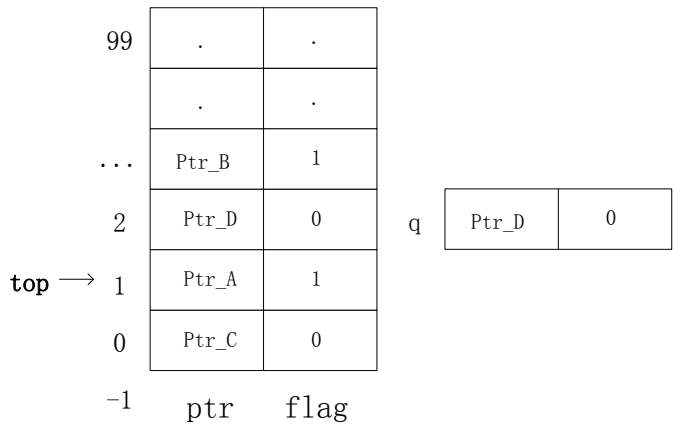 99 . .
. .
... Ptr_B 1
2 Ptr_D 0 q Ptr_D 0
top → 1 Ptr_A 1
0 Ptr_C 0
-1 ptr flag